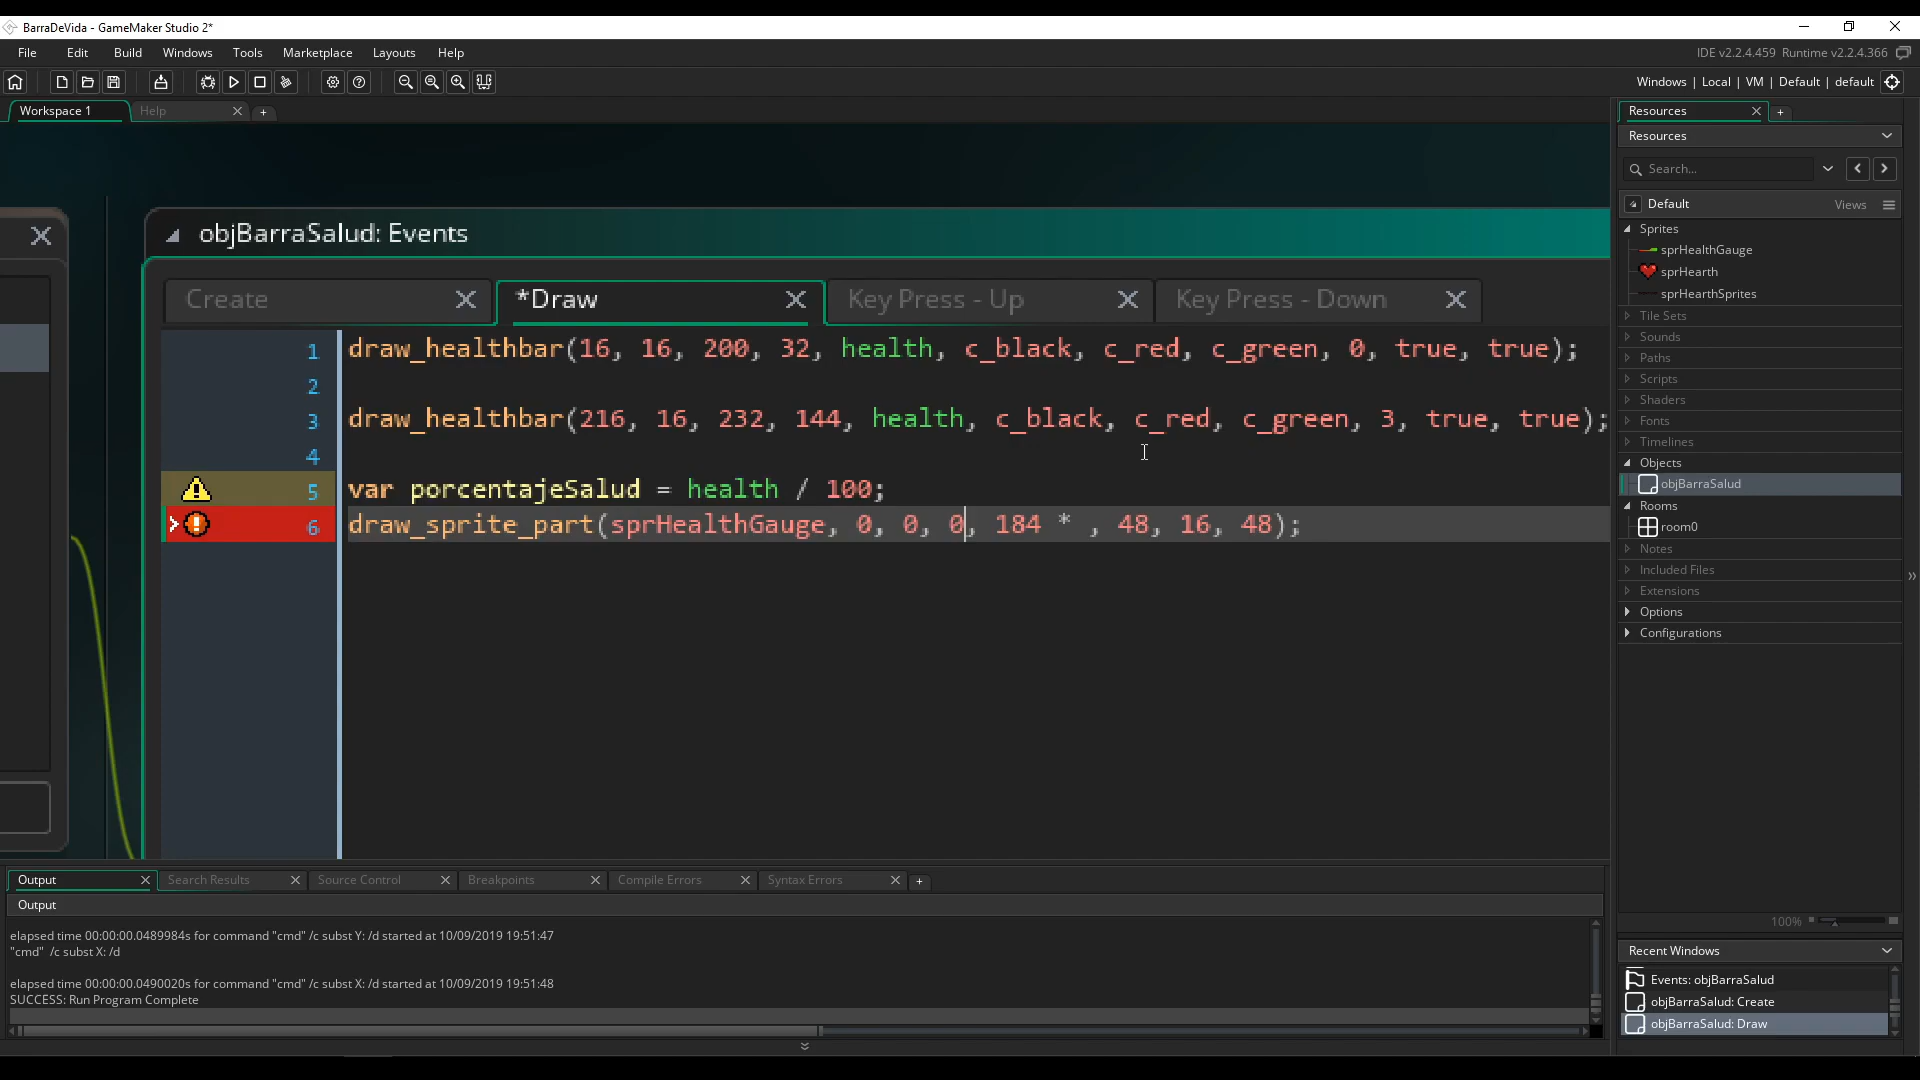 BarraDeVida - GameMaker Studio 2*
File Edit Build Windows Tools Marketplace Layouts Help
IDE v2.2.4.459 Runtime v2.2.4.366
Windows | Local | VM | Default | default
Workspace 1 Help
Resources
Resources
Search...
Default Views
Sprites
sprHealthGauge
sprHearth
sprHearthSprites
Tile Sets
Sounds
Paths
Scripts
Shaders
Fonts
Timelines
Objects
objBarraSalud
Rooms
room0
Notes
Included Files
Extensions
Options
Configurations
100%
Recent Windows
Events: objBarraSalud
objBarraSalud: Create
objBarraSalud: Draw
objBarraSalud: Events
Create *Draw Key Press - Up Key Press - Down
1 draw_healthbar(16, 16, 200, 32, health, c_black, c_red, c_green, 0, true, true);
2
3 draw_healthbar(216, 16, 232, 144, health, c_black, c_red, c_green, 3, true, true);
4
5 var porcentajeSalud = health / 100;
6 draw_sprite_part(sprHealthGauge, 0, 0, 0, 184 * , 48, 16, 48);
Output Search Results Source Control Breakpoints Compile Errors Syntax Errors
Output
elapsed time 00:00:00.0489984s for command "cmd" /c subst Y: /d started at 10/09/2019 19:51:47
"cmd" /c subst X: /d
elapsed time 00:00:00.0490020s for command "cmd" /c subst X: /d started at 10/09/2019 19:51:48
SUCCESS: Run Program Complete